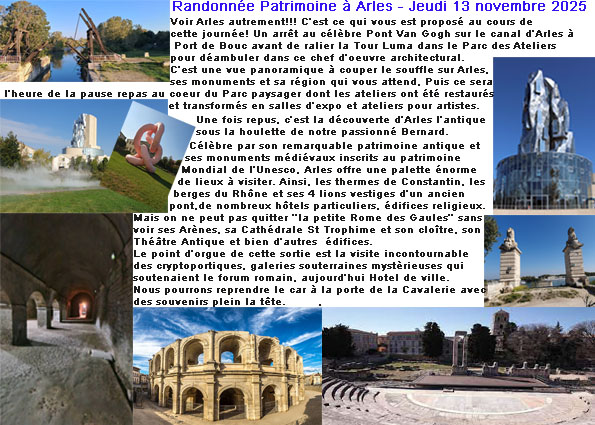 Randonnée Patrimoine à Arles - Jeudi 13 novembre 2025
Voir Arles autrement!!! C'est ce qui vous est proposé au cours de
cette journée! Un arrêt au célèbre Pont Van Gogh sur le canal d'Arles à
Port de Bouc avant de ralier la Tour Luma dans le Parc des Ateliers
pour déambuler dans ce chef d'oeuvre architectural.
C'est une vue panoramique à couper le souffle sur Arles,
ses monuments et sa région qui vous attend, Puis ce sera
l'heure de la pause repas au coeur du Parc paysager dont les ateliers ont été restaurés
et transformés en salles d'expo et ateliers pour artistes.
Une fois repus, c'est la découverte d'Arles l'antique
sous la houlette de notre passionné Bernard.
Célèbre par son remarquable patrimoine antique et
ses monuments médiévaux inscrits au patrimoine
Mondial de l'Unesco, Arles offre une palette énorme
de lieux à visiter. Ainsi, les thermes de Constantin, les
berges du Rhône et ses 4 lions vestiges d'un ancien
pont,de nombreux hôtels particuliers, édifices religieux.
Mais on ne peut pas quitter "la petite Rome des Gaules" sans
voir ses Arènes, sa Cathédrale St Trophime et son cloître, son
Théâtre Antique et bien d'autres édifices.
Le point d'orgue de cette sortie est la visite incontournable
des cryptoportiques, galeries souterraines mystèrieuses qui
soutenaient le forum romain, aujourd'hui Hotel de ville.
Nous pourrons reprendre le car à la porte de la Cavalerie avec
des souvenirs plein la tête. .